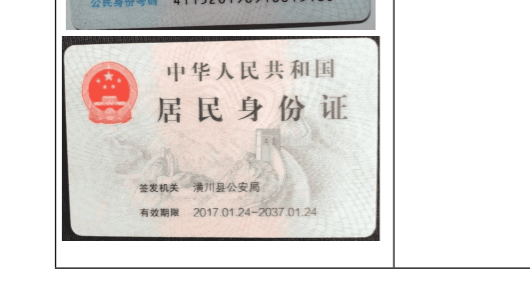 公民身份号码
中华人民共和国
居民身份证
签发机关 潢川县公安局
有效期限 2017.01.24-2037.01.24